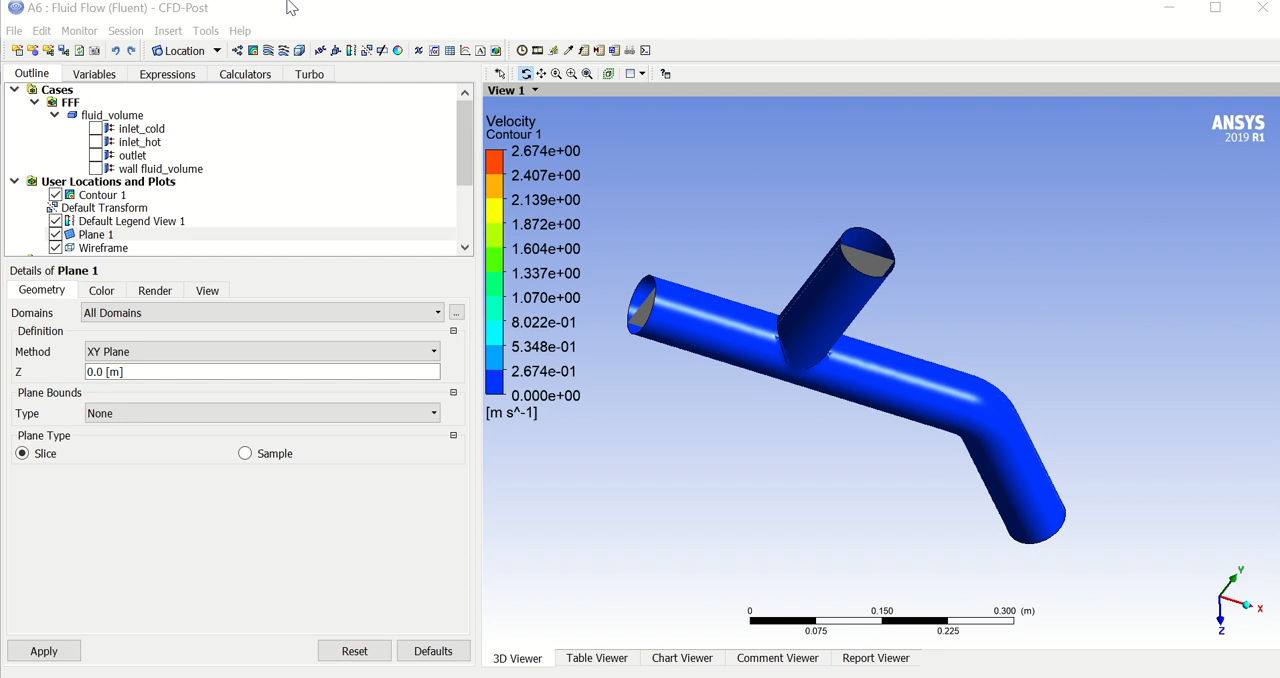 A6 : Fluid Flow (Fluent) - CFD-Post
File Edit Monitor Session Insert Tools Help
Location
Outline Variables Expressions Calculators Turbo
Cases
FFF
fluid_volume
inlet_cold
inlet_hot
outlet
wall fluid_volume
User Locations and Plots
Contour 1
Default Transform
Default Legend View 1
Plane 1
Wireframe
Details of Plane 1
Geometry Color Render View
Domains All Domains ...
Definition
Method XY Plane
Z 0.0 [m]
Plane Bounds
Type None
Plane Type
Slice Sample
Apply Reset Defaults
View 1
Velocity
Contour 1
2.674e+00
2.407e+00
2.139e+00
1.872e+00
1.604e+00
1.337e+00
1.070e+00
8.022e-01
5.348e-01
2.674e-01
0.000e+00
[m s^-1]
ANSYS
2019 R1
0 0.150 0.300 (m)
0.075 0.225
Y
X
Z
3D Viewer Table Viewer Chart Viewer Comment Viewer Report Viewer